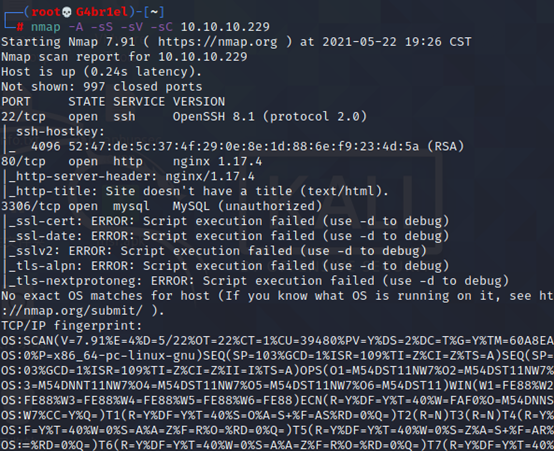 ┌──(root💀G4br1el)-[~]
└─# nmap -A -sS -sV -sC 10.10.10.229
Starting Nmap 7.91 ( https://nmap.org ) at 2021-05-22 19:26 CST
Nmap scan report for 10.10.10.229
Host is up (0.24s latency).
Not shown: 997 closed ports
PORT     STATE SERVICE VERSION
22/tcp   open  ssh     OpenSSH 8.1 (protocol 2.0)
| ssh-hostkey:
|_  4096 52:47:de:5c:37:4f:29:0e:8e:1d:88:6e:f9:23:4d:5a (RSA)
80/tcp   open  http    nginx 1.17.4
|_http-server-header: nginx/1.17.4
|_http-title: Site doesn't have a title (text/html).
3306/tcp open  mysql   MySQL (unauthorized)
|_ssl-cert: ERROR: Script execution failed (use -d to debug)
|_ssl-date: ERROR: Script execution failed (use -d to debug)
|_sslv2: ERROR: Script execution failed (use -d to debug)
|_tls-alpn: ERROR: Script execution failed (use -d to debug)
|_tls-nextprotoneg: ERROR: Script execution failed (use -d to debug)
No exact OS matches for host (If you know what OS is running on it, see ht
://nmap.org/submit/ ).
TCP/IP fingerprint:
OS:SCAN(V=7.91%E=4%D=5/22%OT=22%CT=1%CU=39480%PV=Y%DS=2%DC=T%G=Y%TM=60A8EA
OS:0%P=x86_64-pc-linux-gnu)SEQ(SP=103%GCD=1%ISR=109%TI=Z%CI=Z%TS=A)SEQ(SP=
OS:03%GCD=1%ISR=109%TI=Z%CI=Z%II=I%TS=A)OPS(O1=M54DST11NW7%O2=M54DST11NW7%
OS:3=M54DNNT11NW7%O4=M54DST11NW7%O5=M54DST11NW7%O6=M54DST11)WIN(W1=FE88%W2
OS:FE88%W3=FE88%W4=FE88%W5=FE88%W6=FE88)ECN(R=Y%DF=Y%T=40%W=FAF0%O=M54DNNS
OS:W7%CC=Y%Q=)T1(R=Y%DF=Y%T=40%S=O%A=S+%F=AS%RD=0%Q=)T2(R=N)T3(R=N)T4(R=Y%
OS:F=Y%T=40%W=0%S=A%A=Z%F=R%O=%RD=0%Q=)T5(R=Y%DF=Y%T=40%W=0%S=Z%A=S+%F=AR%
OS:=%RD=0%Q=)T6(R=Y%DF=Y%T=40%W=0%S=A%A=Z%F=R%O=%RD=0%Q=)T7(R=Y%DF=Y%T=40%